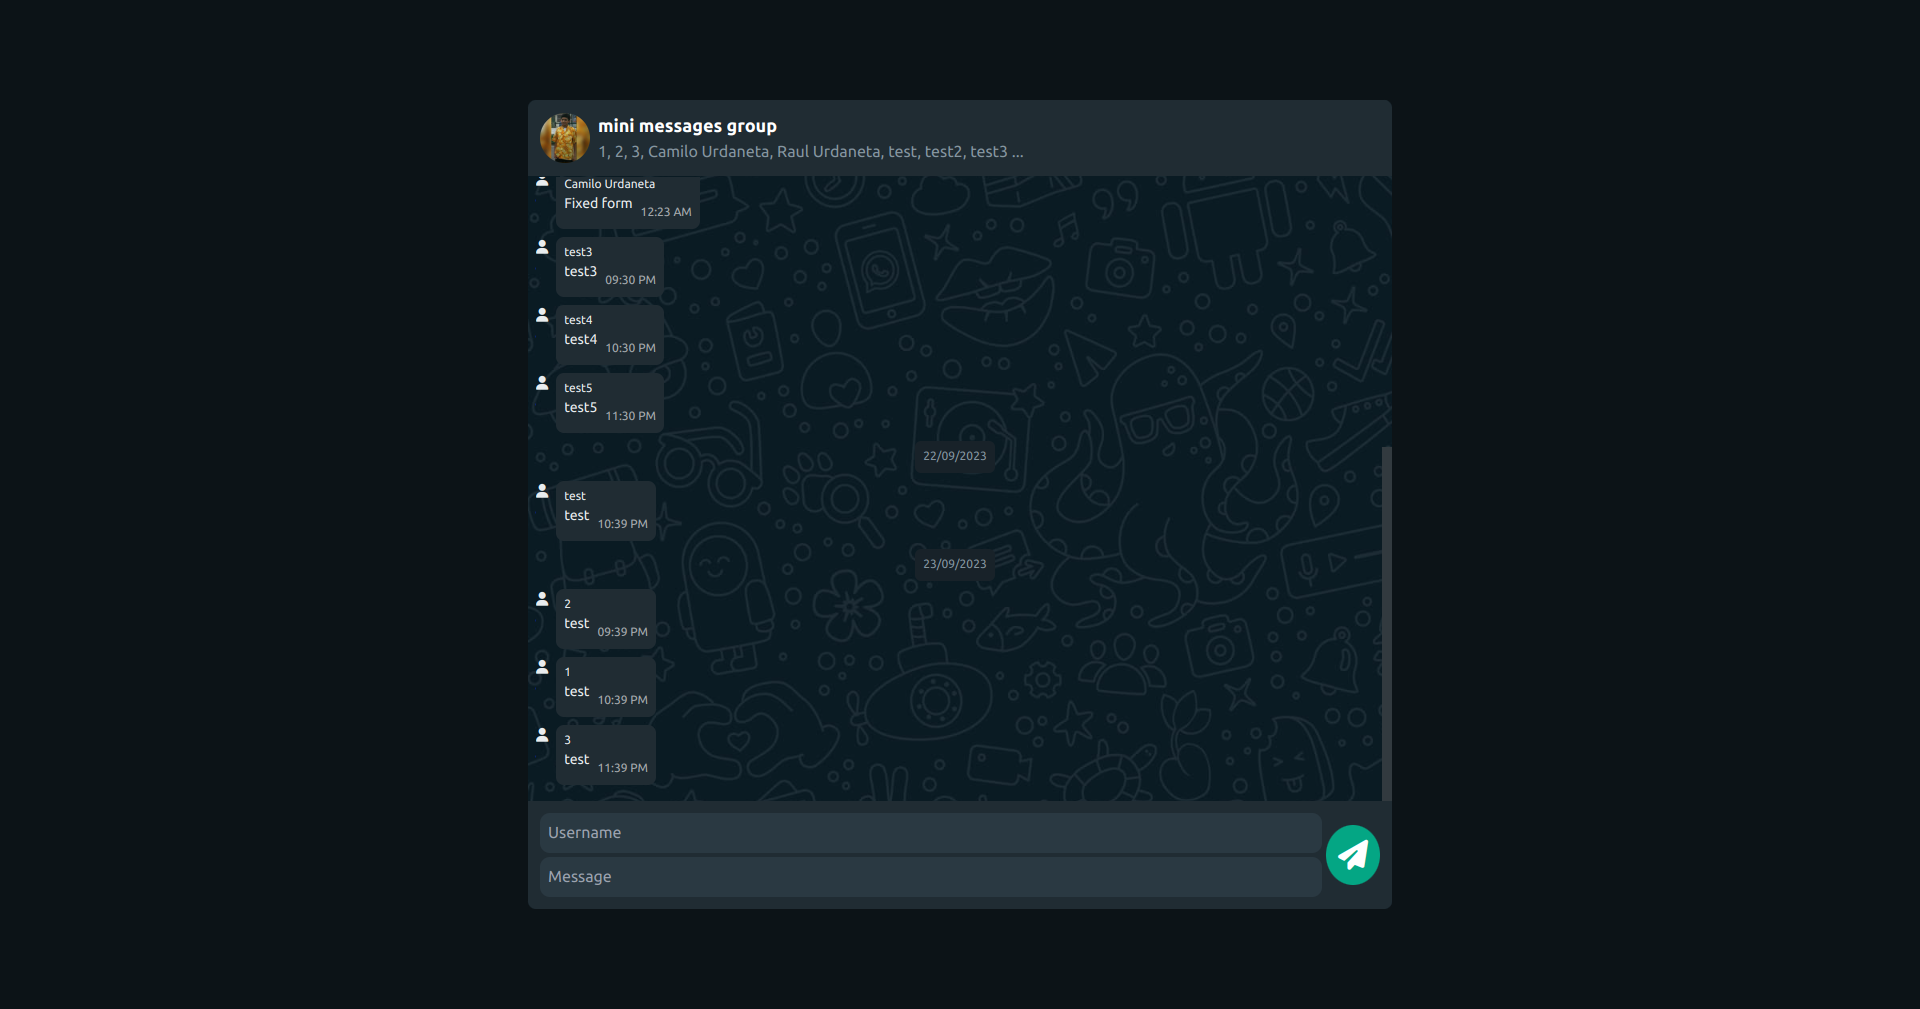 mini messages group
1, 2, 3, Camilo Urdaneta, Raul Urdaneta, test, test2, test3 ...
Camilo Urdaneta
Fixed form 12:23 AM
test3
test3 09:30 PM
test4
test4 10:30 PM
test5
test5 11:30 PM
22/09/2023
test
test 10:39 PM
23/09/2023
2
test 09:39 PM
1
test 10:39 PM
3
test 11:39 PM
Username
Message